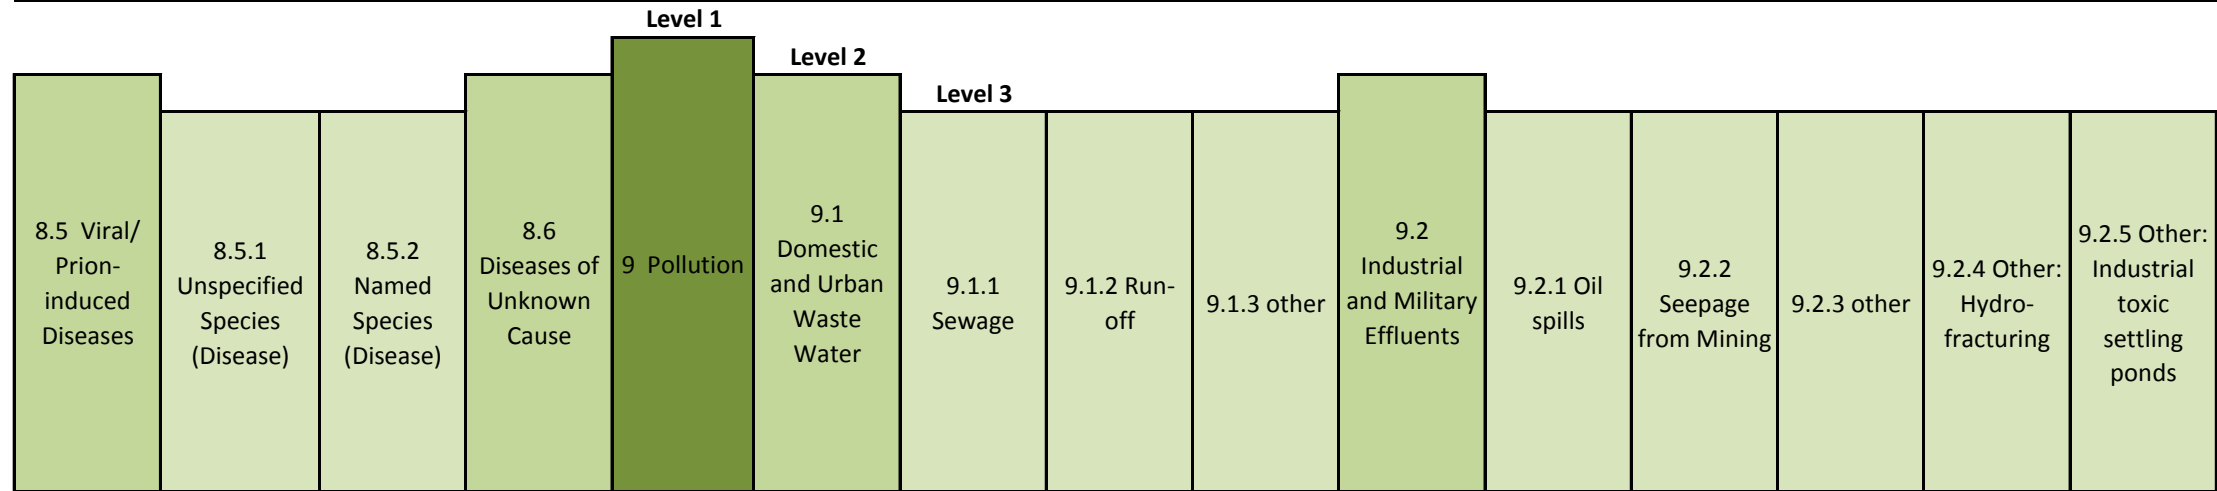 Level 1
Level 2
Level 3
8.5 Viral/
Prion-
induced
Diseases
8.5.1
Unspecified
Species
(Disease)
8.5.2
Named
Species
(Disease)
8.6
Diseases of
Unknown
Cause
9 Pollution
9.1
Domestic
and Urban
Waste
Water
9.1.1
Sewage
9.1.2 Run-
off
9.1.3 other
9.2
Industrial
and Military
Effluents
9.2.1 Oil
spills
9.2.2
Seepage
from Mining
9.2.3 other
9.2.4 Other:
Hydro-
fracturing
9.2.5 Other:
Industrial
toxic
settling
ponds